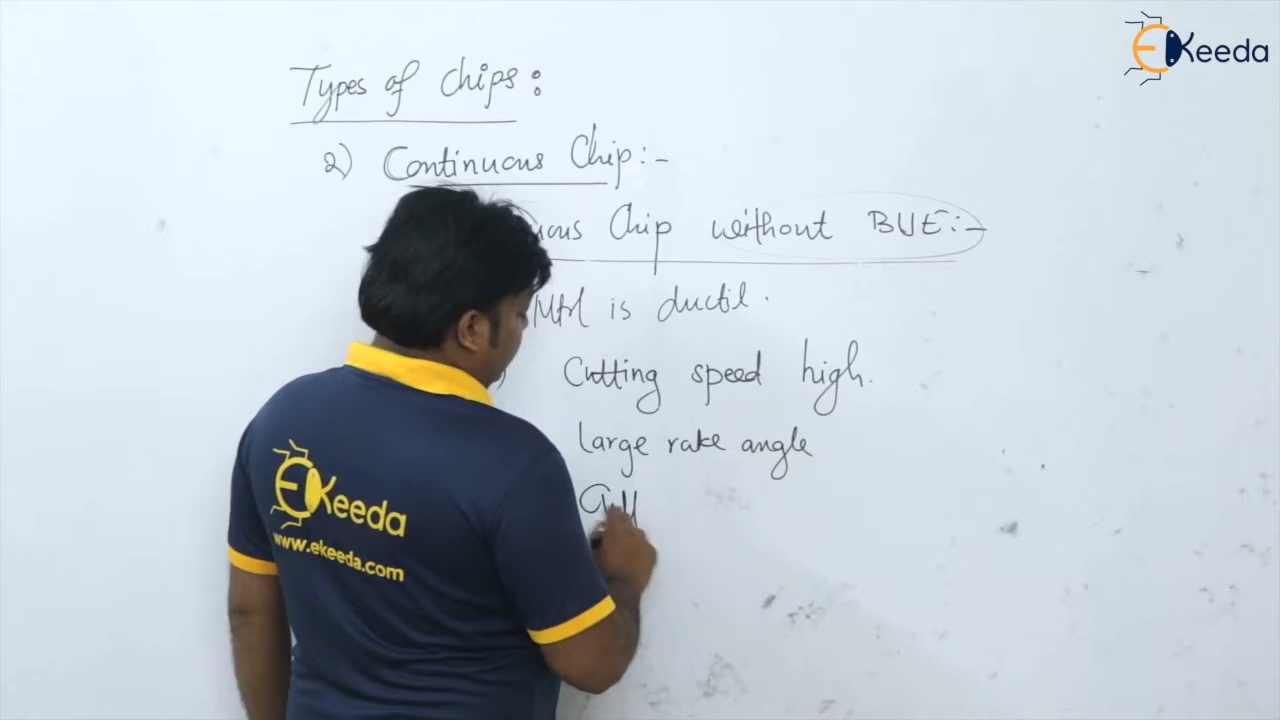 EKeeda
Types of Chips:
2) Continuous Chip:-
Chip without BUE:-
Mtrl is ductil.
Cutting speed high.
large rake angle
EKeeda
www.ekeeda.com